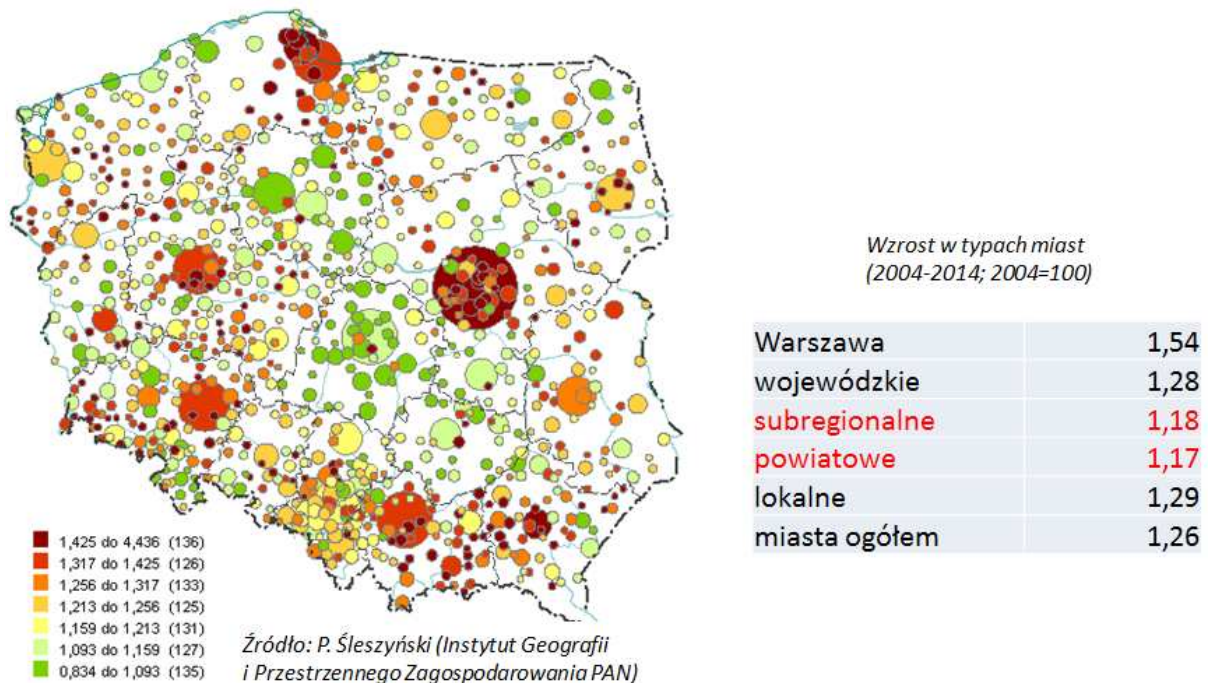 Wzrost w typach miast
(2004-2014; 2004=100)
Warszawa 1,54
wojewódzkie 1,28
subregionalne 1,18
powiatowe 1,17
lokalne 1,29
miasta ogółem 1,26
1,425 do 4,436 (136)
1,317 do 1,425 (126)
1,256 do 1,317 (133)
1,213 do 1,256 (125)
1,159 do 1,213 (131)
1,093 do 1,159 (127)
0,834 do 1,093 (135)
Źródło: P. Śleszyński (Instytut Geografii
i Przestrzennego Zagospodarowania PAN)